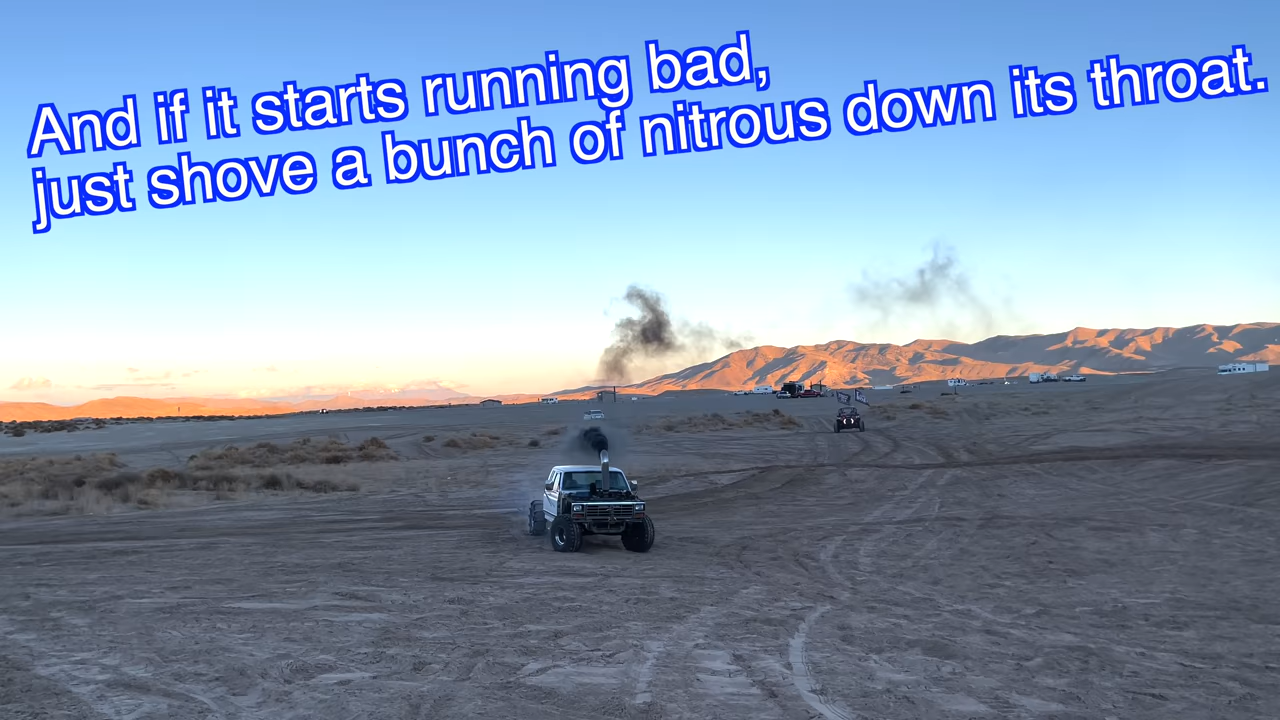 And if it starts running bad,
just shove a bunch of nitrous down its throat.